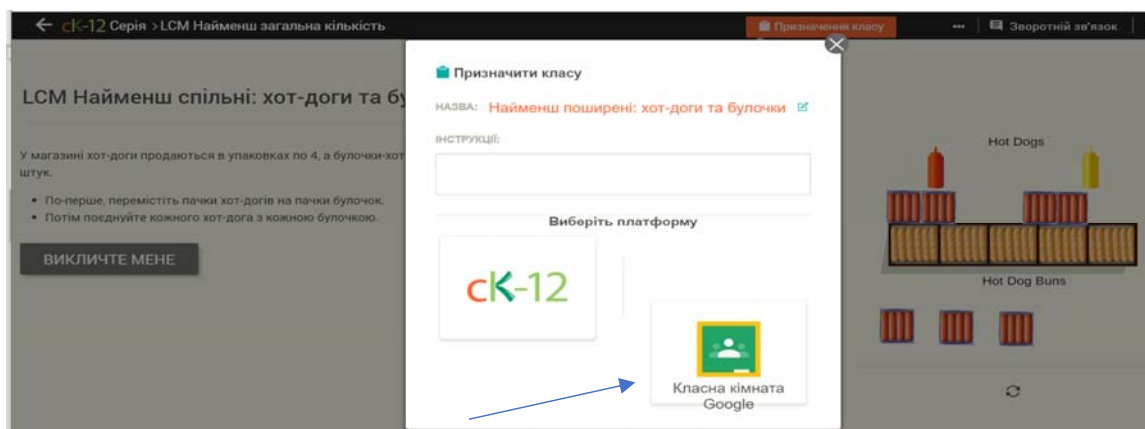 ← cK-12 Серія > LCM Найменш загальна кількість
Призначення класу
Зворотній зв'язок
LCM Найменш спільні: хот-доги та бу
У магазині хот-доги продаються в упаковках по 4, а булочки-хот
штук.
• По-перше, перемістіть пачки хот-догів на пачки булочок.
• Потім поєднуйте кожного хот-дога з кожною булочкою.
ВИКЛИЧТЕ МЕНЕ
Призначити класу
НАЗВА: Найменш поширені: хот-доги та булочки
ІНСТРУКЦІЇ:
Виберіть платформу
cK-12
Класна кімната
Google
Hot Dogs
Hot Dog Buns